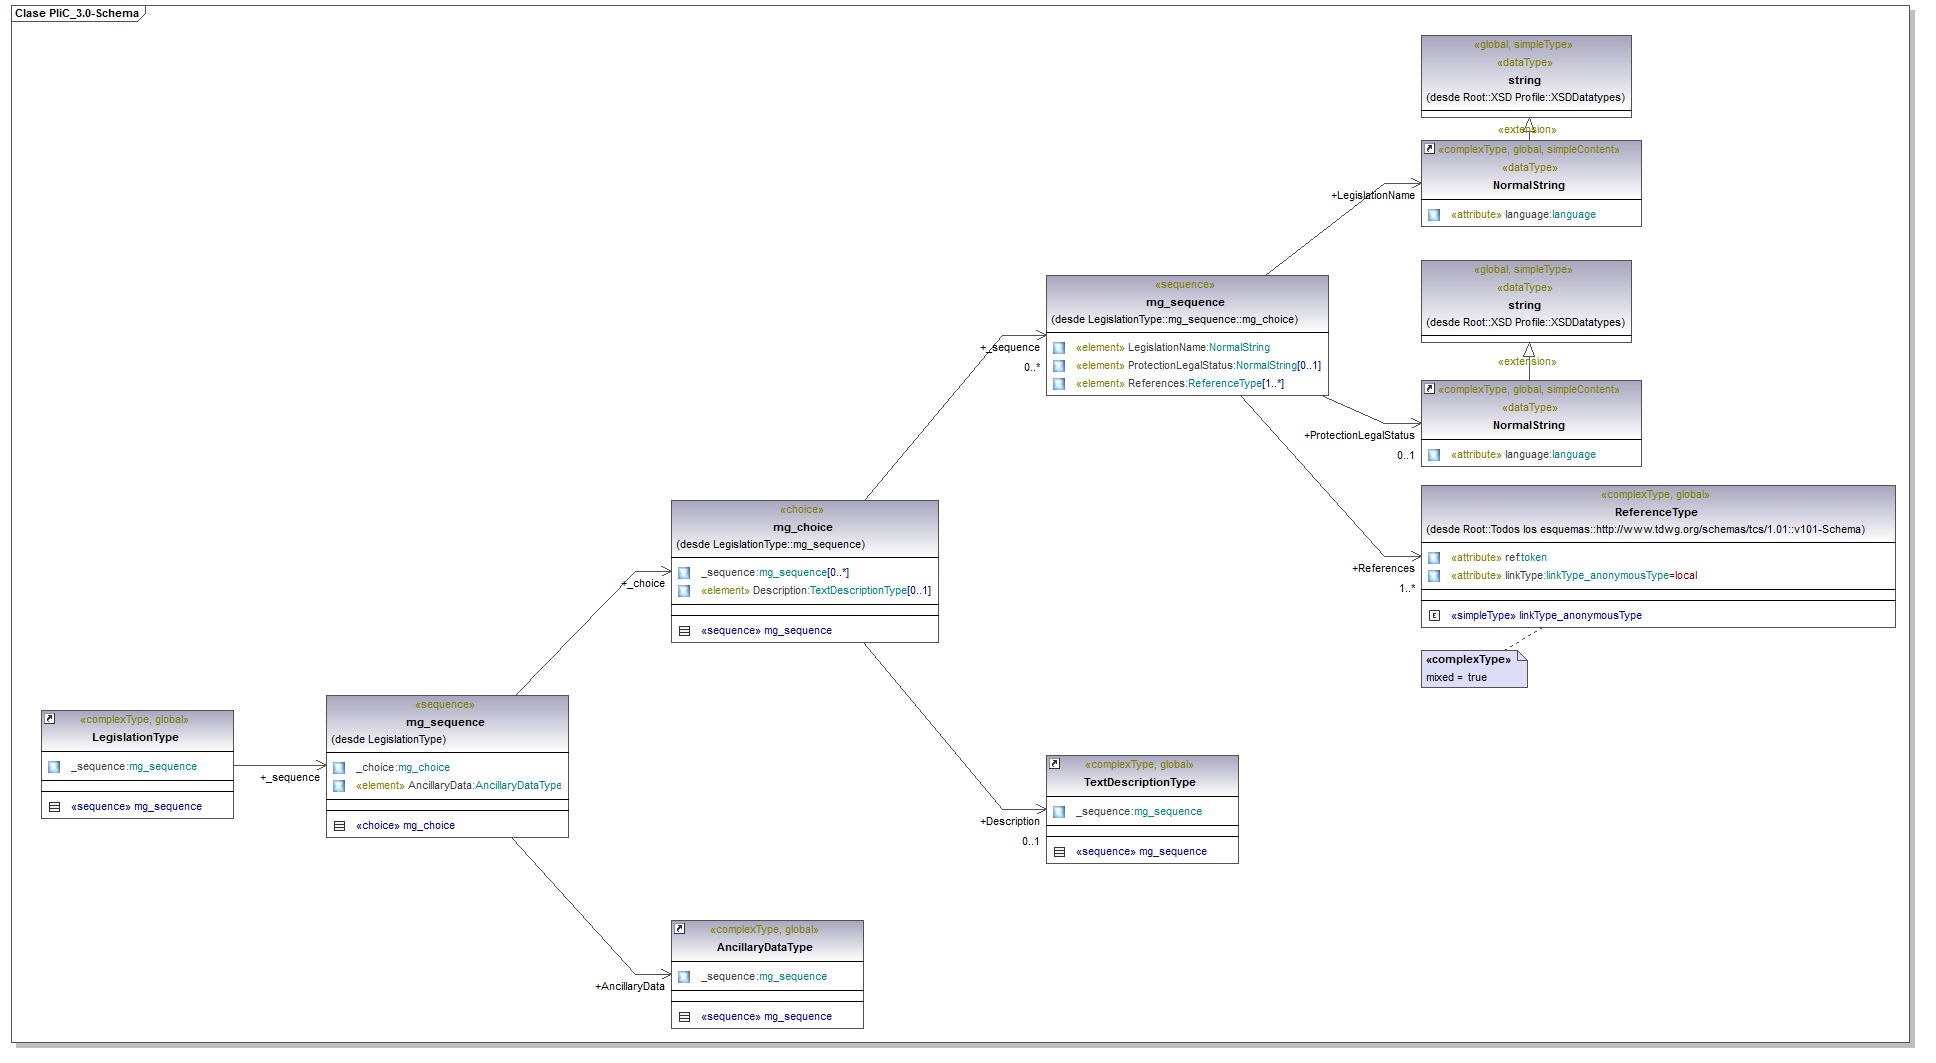 Clase PliC_3.0-Schema
«complexType, global»
LegislationType
_sequence:mg_sequence
«sequence» mg_sequence
+_sequence
«sequence»
mg_sequence
(desde LegislationType)
_choice:mg_choice
«element» AncillaryData:AncillaryDataType
«choice» mg_choice
+_choice
+AncillaryData
«choice»
mg_choice
(desde LegislationType::mg_sequence)
_sequence:mg_sequence[0..*]
«element» Description:TextDescriptionType[0..1]
«sequence» mg_sequence
«complexType, global»
AncillaryDataType
_sequence:mg_sequence
«sequence» mg_sequence
+_sequence
0..*
+Description
0..1
«sequence»
mg_sequence
(desde LegislationType::mg_sequence::mg_choice)
«element» LegislationName:NormalString
«element» ProtectionLegalStatus:NormalString[0..1]
«element» References:ReferenceType[1..*]
«complexType, global»
TextDescriptionType
_sequence:mg_sequence
«sequence» mg_sequence
+LegislationName
+ProtectionLegalStatus
0..1
+References
1..*
«global, simpleType»
«dataType»
string
(desde Root::XSD Profile::XSDDatatypes)
«extension»
«complexType, global, simpleContent»
«dataType»
NormalString
«attribute» language:language
«global, simpleType»
«dataType»
string
(desde Root::XSD Profile::XSDDatatypes)
«extension»
«complexType, global, simpleContent»
«dataType»
NormalString
«attribute» language:language
«complexType, global»
ReferenceType
(desde Root::Todos los esquemas::http://www.tdwg.org/schemas/tcs/1.01::v101-Schema)
«attribute» ref:token
«attribute» linkType:linkType_anonymousType=local
«simpleType» linkType_anonymousType
«complexType»
mixed = true